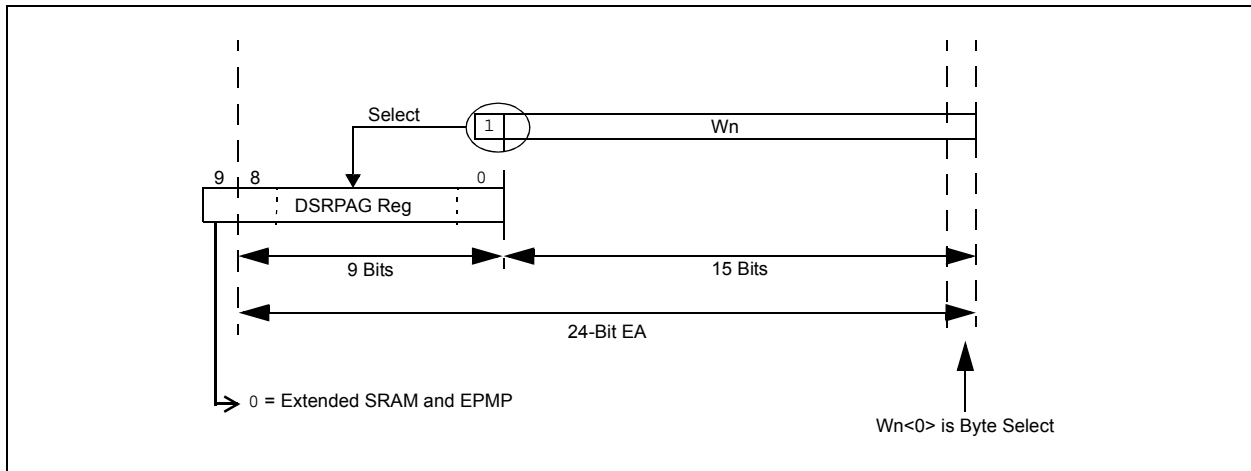 Select
1
Wn
9 8 0
DSRPAG Reg
9 Bits
15 Bits
24-Bit EA
0 = Extended SRAM and EPMP
Wn<0> is Byte Select